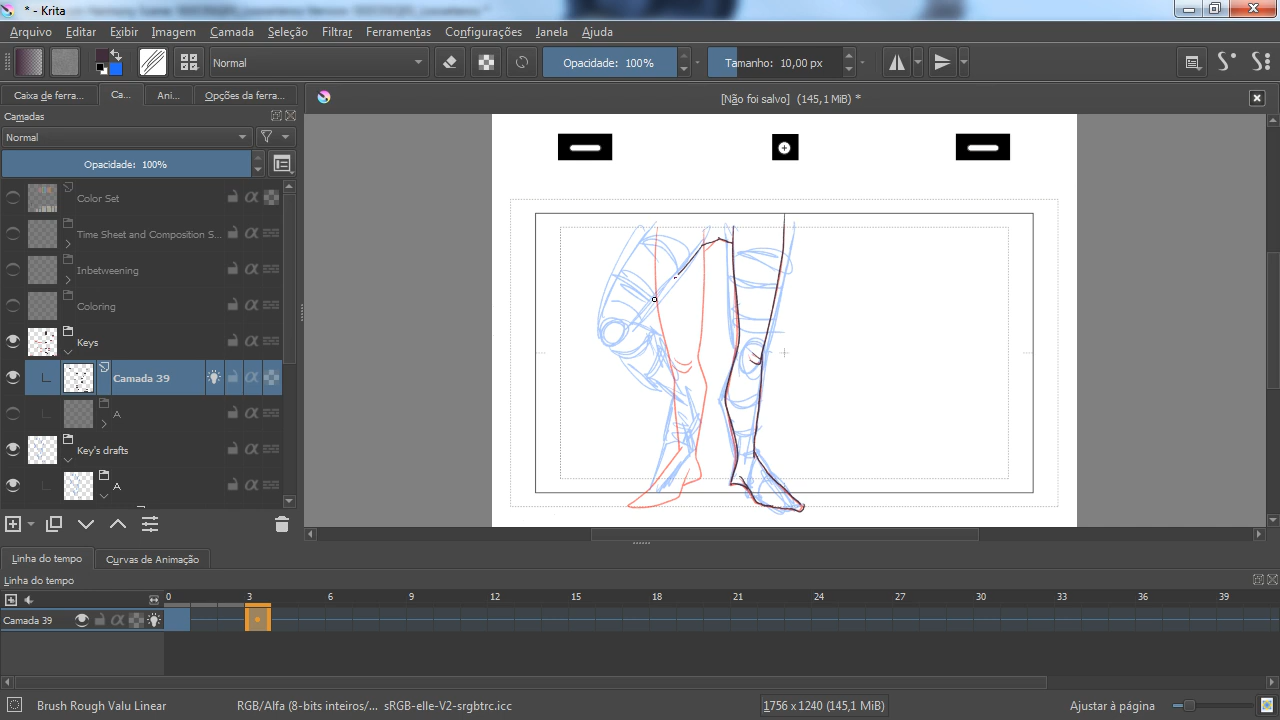 * - Krita
Arquivo Editar Exibir Imagem Camada Seleção Filtrar Ferramentas Configurações Janela Ajuda
Normal Opacidade: 100% Tamanho: 10,00 px
Caixa de ferra... Ca... Ani... Opções da ferra...
[Não foi salvo] (145,1 MiB) *
Camadas
Normal
Opacidade: 100%
Color Set
Time Sheet and Composition S...
Inbetweening
Coloring
Keys
Camada 39
A
Key's drafts
A
Linha do tempo Curvas de Animação
Linha do tempo
0 3 6 9 12 15 18 21 24 27 30 33 36 39
Camada 39
Brush Rough Valu Linear RGB/Alfa (8-bits inteiros/... sRGB-elle-V2-srgbtrc.icc 1756 x 1240 (145,1 MiB) Ajustar à página